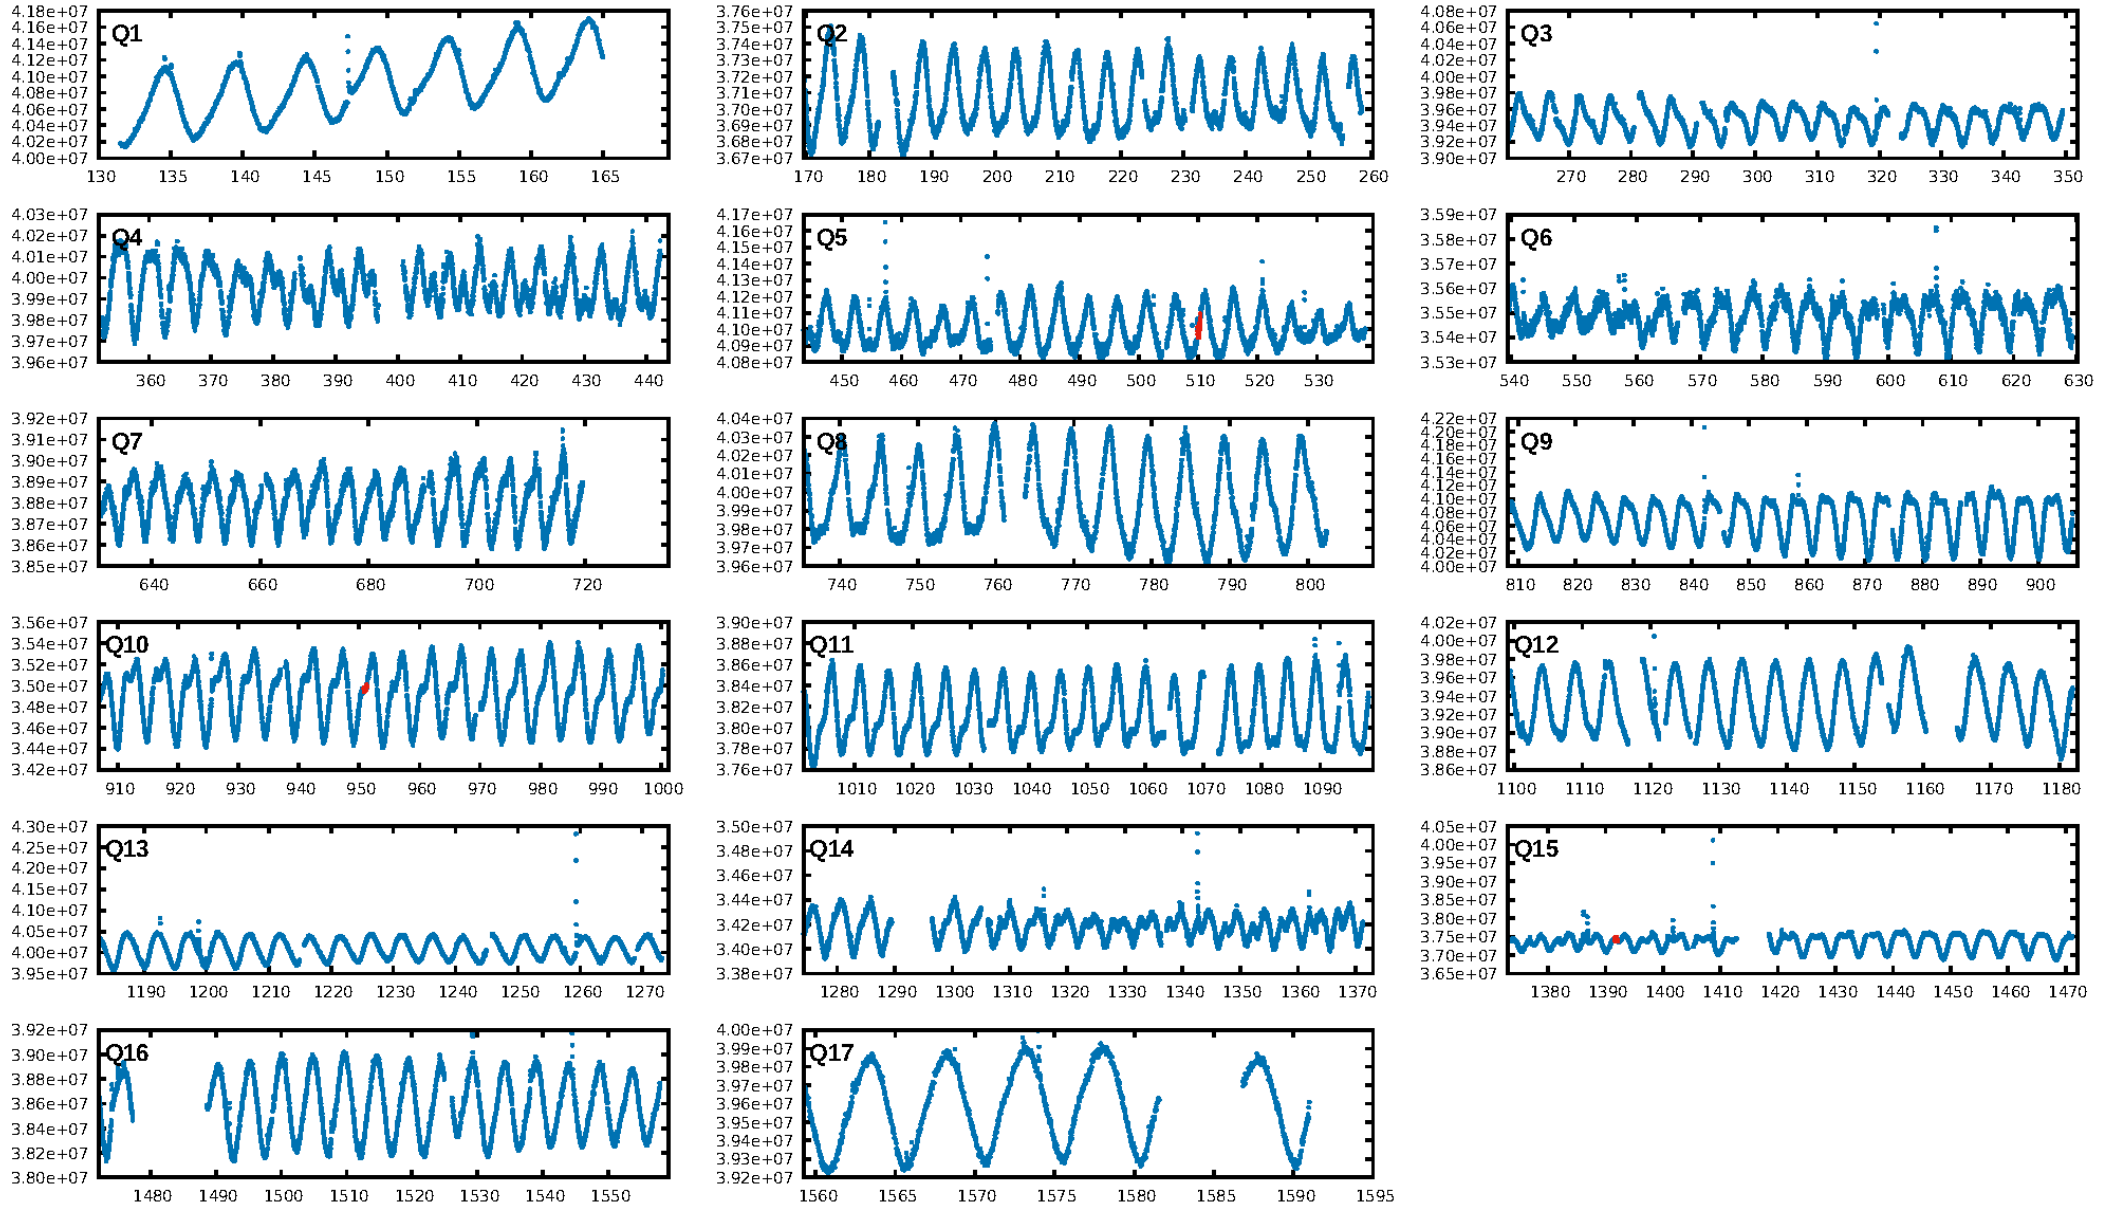 Q1
4.18e+07
4.16e+07
4.14e+07
4.12e+07
4.10e+07
4.08e+07
4.06e+07
4.04e+07
4.02e+07
4.00e+07
130 135 140 145 150 155 160 165
Q2
3.76e+07
3.75e+07
3.74e+07
3.73e+07
3.72e+07
3.71e+07
3.70e+07
3.69e+07
3.68e+07
3.67e+07
170 180 190 200 210 220 230 240 250 260
Q3
4.08e+07
4.06e+07
4.04e+07
4.02e+07
4.00e+07
3.98e+07
3.96e+07
3.94e+07
3.92e+07
3.90e+07
270 280 290 300 310 320 330 340 350
Q4
4.03e+07
4.02e+07
4.01e+07
4.00e+07
3.99e+07
3.98e+07
3.97e+07
3.96e+07
360 370 380 390 400 410 420 430 440
Q5
4.17e+07
4.16e+07
4.15e+07
4.14e+07
4.13e+07
4.12e+07
4.11e+07
4.10e+07
4.09e+07
4.08e+07
450 460 470 480 490 500 510 520 530
Q6
3.59e+07
3.58e+07
3.57e+07
3.56e+07
3.55e+07
3.54e+07
3.53e+07
540 550 560 570 580 590 600 610 620 630
Q7
3.92e+07
3.91e+07
3.90e+07
3.89e+07
3.88e+07
3.87e+07
3.86e+07
3.85e+07
640 660 680 700 720
Q8
4.04e+07
4.03e+07
4.02e+07
4.01e+07
4.00e+07
3.99e+07
3.98e+07
3.97e+07
3.96e+07
740 750 760 770 780 790 800
Q9
4.22e+07
4.20e+07
4.18e+07
4.16e+07
4.14e+07
4.12e+07
4.10e+07
4.08e+07
4.06e+07
4.04e+07
4.02e+07
4.00e+07
810 820 830 840 850 860 870 880 890 900
Q10
3.56e+07
3.54e+07
3.52e+07
3.50e+07
3.48e+07
3.46e+07
3.44e+07
3.42e+07
910 920 930 940 950 960 970 980 990 1000
Q11
3.90e+07
3.88e+07
3.86e+07
3.84e+07
3.82e+07
3.80e+07
3.78e+07
3.76e+07
1010 1020 1030 1040 1050 1060 1070 1080 1090
Q12
4.02e+07
4.00e+07
3.98e+07
3.96e+07
3.94e+07
3.92e+07
3.90e+07
3.88e+07
3.86e+07
1100 1110 1120 1130 1140 1150 1160 1170 1180
Q13
4.30e+07
4.25e+07
4.20e+07
4.15e+07
4.10e+07
4.05e+07
4.00e+07
3.95e+07
1190 1200 1210 1220 1230 1240 1250 1260 1270
Q14
3.50e+07
3.48e+07
3.46e+07
3.44e+07
3.42e+07
3.40e+07
3.38e+07
1280 1290 1300 1310 1320 1330 1340 1350 1360 1370
Q15
4.05e+07
4.00e+07
3.95e+07
3.90e+07
3.85e+07
3.80e+07
3.75e+07
3.70e+07
3.65e+07
1380 1390 1400 1410 1420 1430 1440 1450 1460 1470
Q16
3.92e+07
3.90e+07
3.88e+07
3.86e+07
3.84e+07
3.82e+07
3.80e+07
1480 1490 1500 1510 1520 1530 1540 1550
Q17
4.00e+07
3.99e+07
3.98e+07
3.97e+07
3.96e+07
3.95e+07
3.94e+07
3.93e+07
3.92e+07
1560 1565 1570 1575 1580 1585 1590 1595